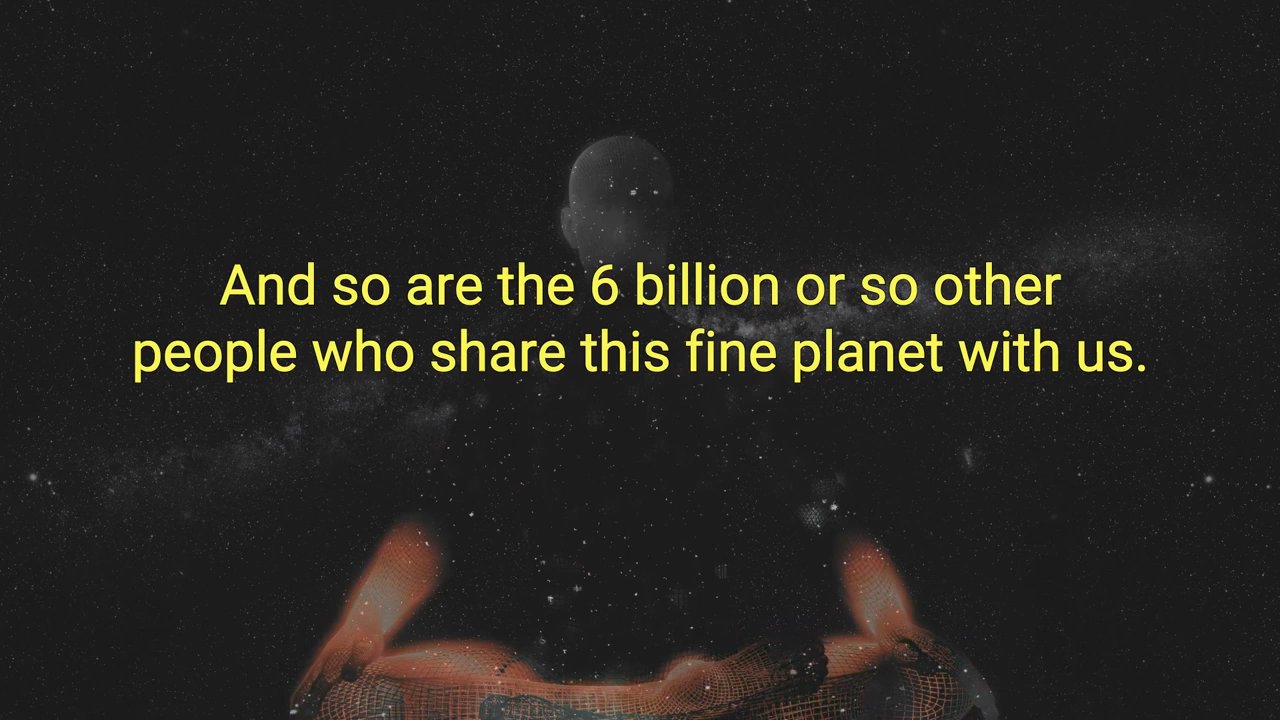 And so are the 6 billion or so other
people who share this fine planet with us.